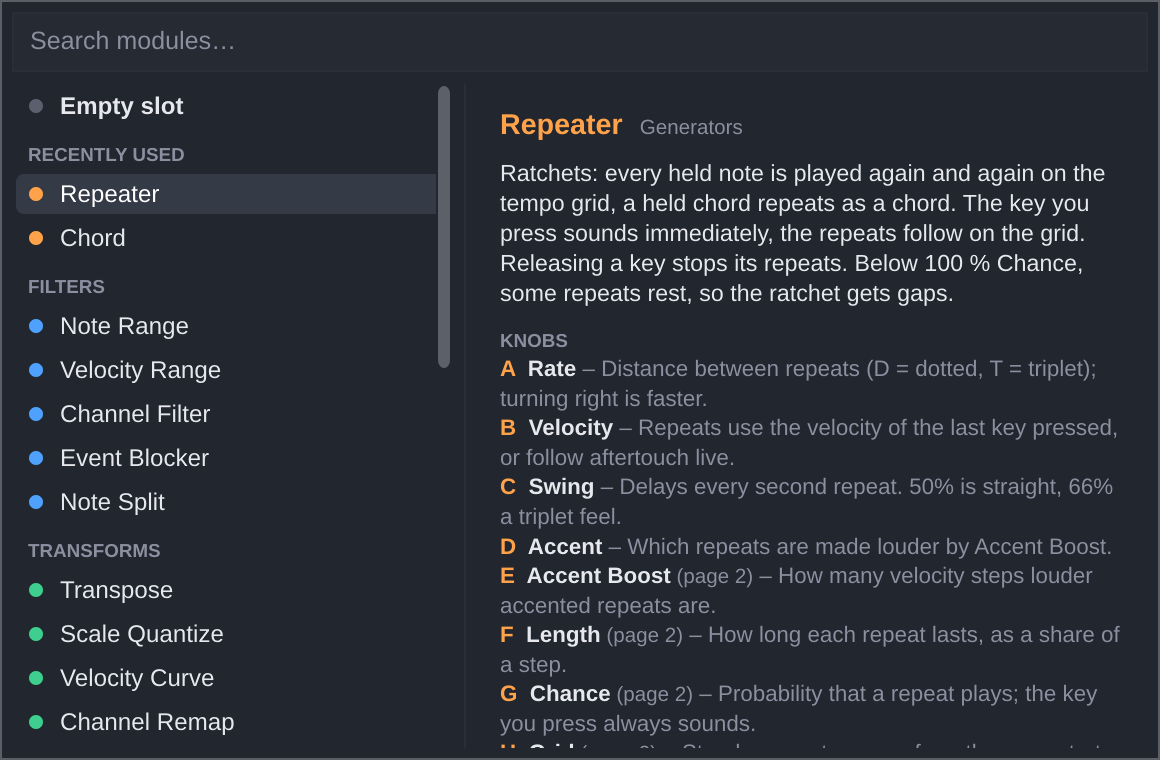 Search modules…
Empty slot
RECENTLY USED
Repeater
Chord
FILTERS
Note Range
Velocity Range
Channel Filter
Event Blocker
Note Split
TRANSFORMS
Transpose
Scale Quantize
Velocity Curve
Channel Remap
Repeater Generators
Ratchets: every held note is played again and again on the
tempo grid, a held chord repeats as a chord. The key you
press sounds immediately, the repeats follow on the grid.
Releasing a key stops its repeats. Below 100 % Chance,
some repeats rest, so the ratchet gets gaps.
KNOBS
A Rate – Distance between repeats (D = dotted, T = triplet);
turning right is faster.
B Velocity – Repeats use the velocity of the last key pressed,
or follow aftertouch live.
C Swing – Delays every second repeat. 50% is straight, 66%
a triplet feel.
D Accent – Which repeats are made louder by Accent Boost.
E Accent Boost (page 2) – How many velocity steps louder
accented repeats are.
F Length (page 2) – How long each repeat lasts, as a share of
a step.
G Chance (page 2) – Probability that a repeat plays; the key
you press always sounds.